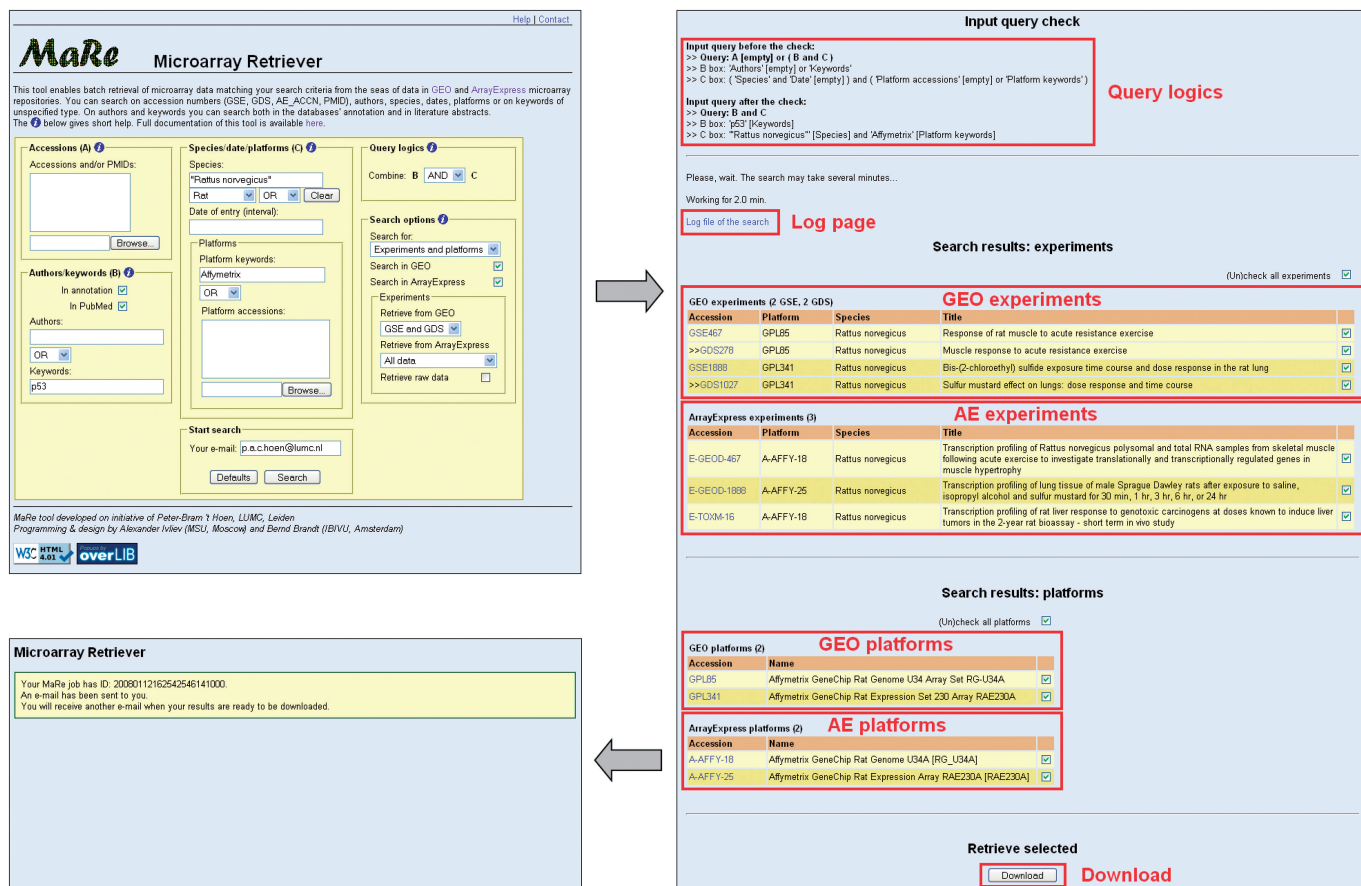 Help | Contact
MaRe Microarray Retriever
This tool enables batch retrieval of microarray data matching your search criteria from the seas of data in GEO and ArrayExpress microarray
repositories. You can search on accession numbers (GSE, GDS, AE_ACCN, PMID), authors, species, dates, platforms or on keywords of
unspecified type. On authors and keywords you can search both in the databases' annotation and in literature abstracts.
The i below gives short help. Full documentation of this tool is available here.
Accessions (A) i
Accessions and/or PMIDs:
Browse...
Authors/keywords (B) i
In annotation
In PubMed
Authors:
OR
Keywords:
p53
Species/date/platforms (C) i
Species:
"Rattus norvegicus"
Rat OR Clear
Date of entry (interval):
Platforms
Platform keywords:
Affymetrix
OR
Platform accessions:
Browse...
Start search
Your e-mail: p.a.c.hoen@lumc.nl
Defaults Search
Query logics i
Combine: B AND C
Search options i
Search for:
Experiments and platforms
Search in GEO
Search in ArrayExpress
Experiments
Retrieve from GEO
GSE and GDS
Retrieve from ArrayExpress
All data
Retrieve raw data
MaRe tool developed on initiative of Peter-Bram 't Hoen, LUMC, Leiden
Programming & design by Alexander Ivliev (MSU, Moscow) and Bernd Brandt (IBIVU, Amsterdam)
W3C HTML 4.01
Popups by overLIB
Input query check
Input query before the check:
>> Query: A [empty] or ( B and C )
>> B box: 'Authors' [empty] or 'Keywords'
>> C box: ( 'Species' and 'Date' [empty] ) and ( 'Platform accessions' [empty] or 'Platform keywords' )
Input query after the check:
>> Query: B and C
>> B box: 'p53' [Keywords]
>> C box: '"Rattus norvegicus"' [Species] and 'Affymetrix' [Platform keywords]
Query logics
Please, wait. The search may take several minutes...
Working for 2.0 min.
Log file of the search
Log page
Search results: experiments
(Un)check all experiments
GEO experiments (2 GSE, 2 GDS)
GEO experiments
Accession Platform Species Title
GSE467 GPL85 Rattus norvegicus Response of rat muscle to acute resistance exercise
>>GDS278 GPL85 Rattus norvegicus Muscle response to acute resistance exercise
GSE1888 GPL341 Rattus norvegicus Bis-(2-chloroethyl) sulfide exposure time course and dose response in the rat lung
>>GDS1027 GPL341 Rattus norvegicus Sulfur mustard effect on lungs: dose response and time course
ArrayExpress experiments (3)
AE experiments
Accession Platform Species Title
E-GEOD-467 A-AFFY-18 Rattus norvegicus Transcription profiling of Rattus norvegicus polysomal and total RNA samples from skeletal muscle
following acute exercise to investigate translationally and transcriptionally regulated genes in
muscle hypertrophy
E-GEOD-1888 A-AFFY-25 Rattus norvegicus Transcription profiling of lung tissue of male Sprague Dawley rats after exposure to saline,
isopropyl alcohol and sulfur mustard for 30 min, 1 hr, 3 hr, 6 hr, or 24 hr
E-TOXM-16 A-AFFY-18 Rattus norvegicus Transcription profiling of rat liver response to genotoxic carcinogens at doses known to induce liver
tumors in the 2-year rat bioassay - short term in vivo study
Search results: platforms
(Un)check all platforms
GEO platforms (2)
GEO platforms
Accession Name
GPL85 Affymetrix GeneChip Rat Genome U34 Array Set RG-U34A
GPL341 Affymetrix GeneChip Rat Expression Set 230 Array RAE230A
ArrayExpress platforms (2)
AE platforms
Accession Name
A-AFFY-18 Affymetrix GeneChip Rat Genome U34A [RG_U34A]
A-AFFY-25 Affymetrix GeneChip Rat Expression Array RAE230A [RAE230A]
Retrieve selected
Download
Download
Microarray Retriever
Your MaRe job has ID: 20080112162542546141000.
An e-mail has been sent to you.
You will receive another e-mail when your results are ready to be downloaded.